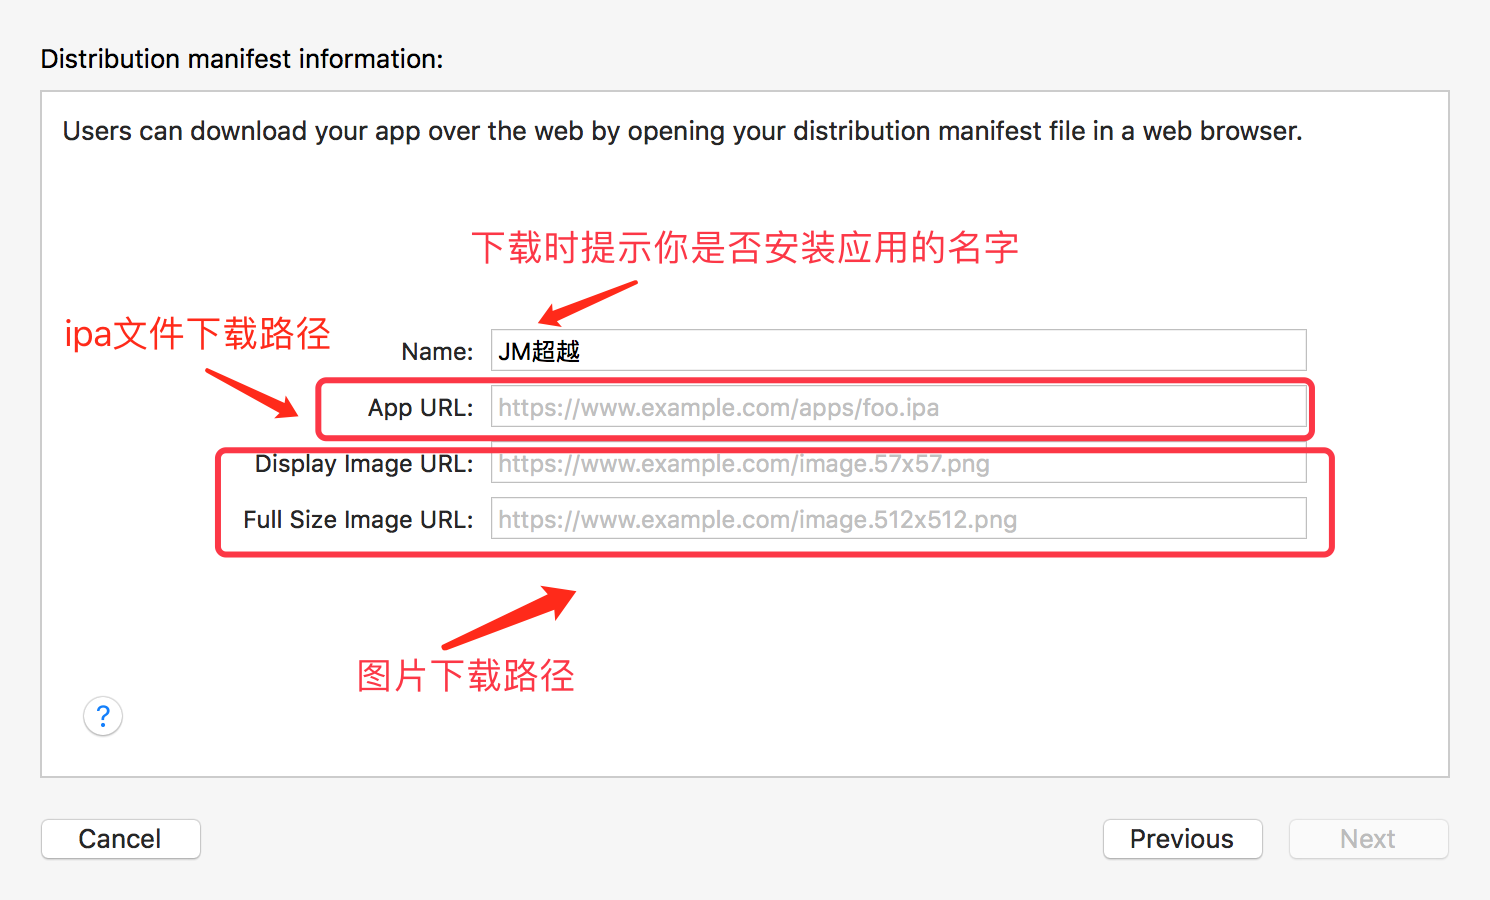 Distribution manifest information:
Users can download your app over the web by opening your distribution manifest file in a web browser.
下载时提示你是否安装应用的名字
ipa文件下载路径
Name: JM超越
App URL: https://www.example.com/apps/foo.ipa
Display Image URL: https://www.example.com/image.57x57.png
Full Size Image URL: https://www.example.com/image.512x512.png
图片下载路径
?
Cancel Previous Next